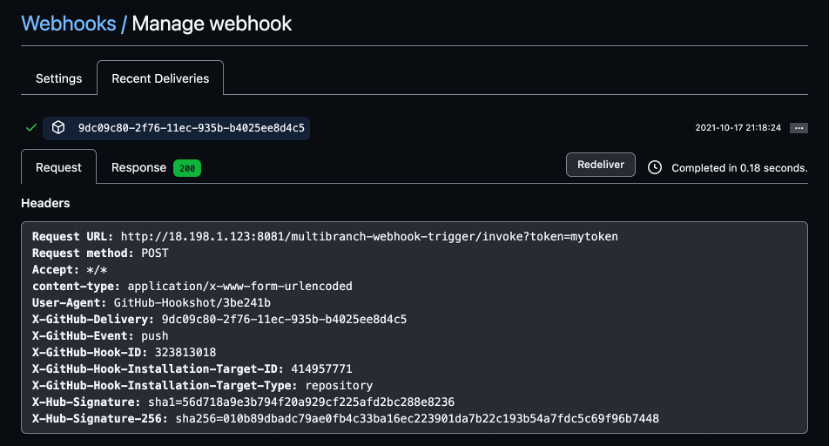 Webhooks / Manage webhook
Settings
Recent Deliveries
9dc09c80-2f76-11ec-935b-b4025ee8d4c5
2021-10-17 21:18:24
Request
Response 200
Redeliver
Completed in 0.18 seconds.
Headers
Request URL: http://18.198.1.123:8081/multibranch-webhook-trigger/invoke?token=mytoken
Request method: POST
Accept: */*
content-type: application/x-www-form-urlencoded
User-Agent: GitHub-Hookshot/3be241b
X-GitHub-Delivery: 9dc09c80-2f76-11ec-935b-b4025ee8d4c5
X-GitHub-Event: push
X-GitHub-Hook-ID: 323813018
X-GitHub-Hook-Installation-Target-ID: 414957771
X-GitHub-Hook-Installation-Target-Type: repository
X-Hub-Signature: sha1=56d718a9e3b794f20a929cf225afd2bc288e8236
X-Hub-Signature-256: sha256=010b89dbadc79ae0fb4c33ba16ec223901da7b22c193b54a7fdc5c69f96b7448